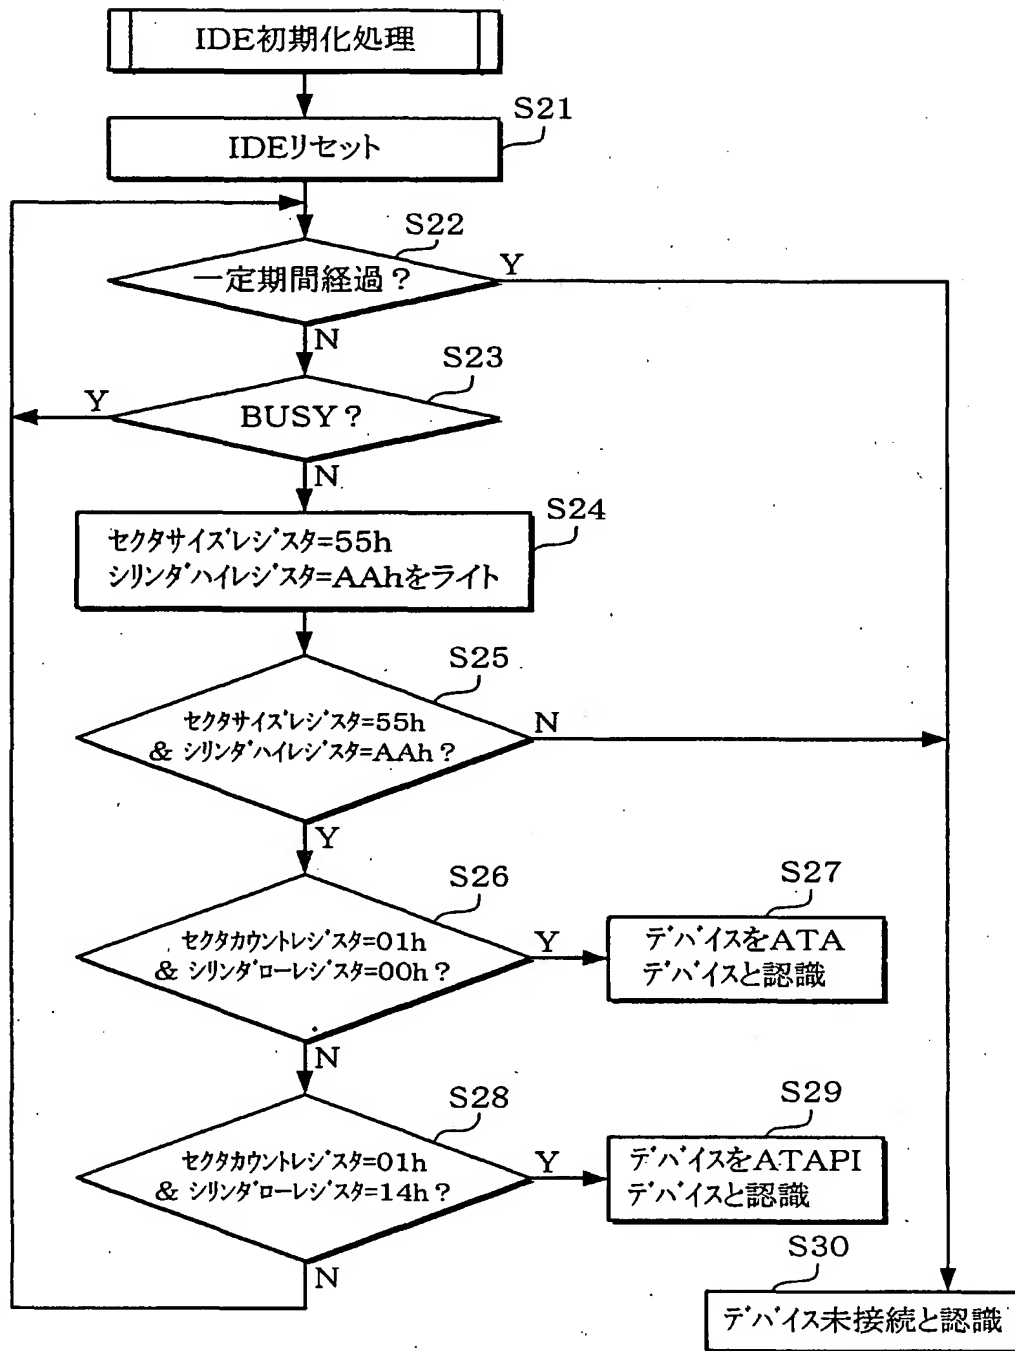 IDE初期化処理
S21
IDEリセット
S22
一定期間経過？
Y
N
S23
Y
BUSY？
N
S24
セクタサイズレジスタ=55h
シリンダハイレジスタ=AAhをライト
S25
セクタサイズレジスタ=55h
& シリンダハイレジスタ=AAh？
N
Y
S26
セクタカウントレジスタ=01h
& シリンダローレジスタ=00h？
Y
N
S27
デバイスをATA
デバイスと認識
S28
セクタカウントレジスタ=01h
& シリンダローレジスタ=14h？
Y
N
S29
デバイスをATAPI
デバイスと認識
S30
デバイス未接続と認識